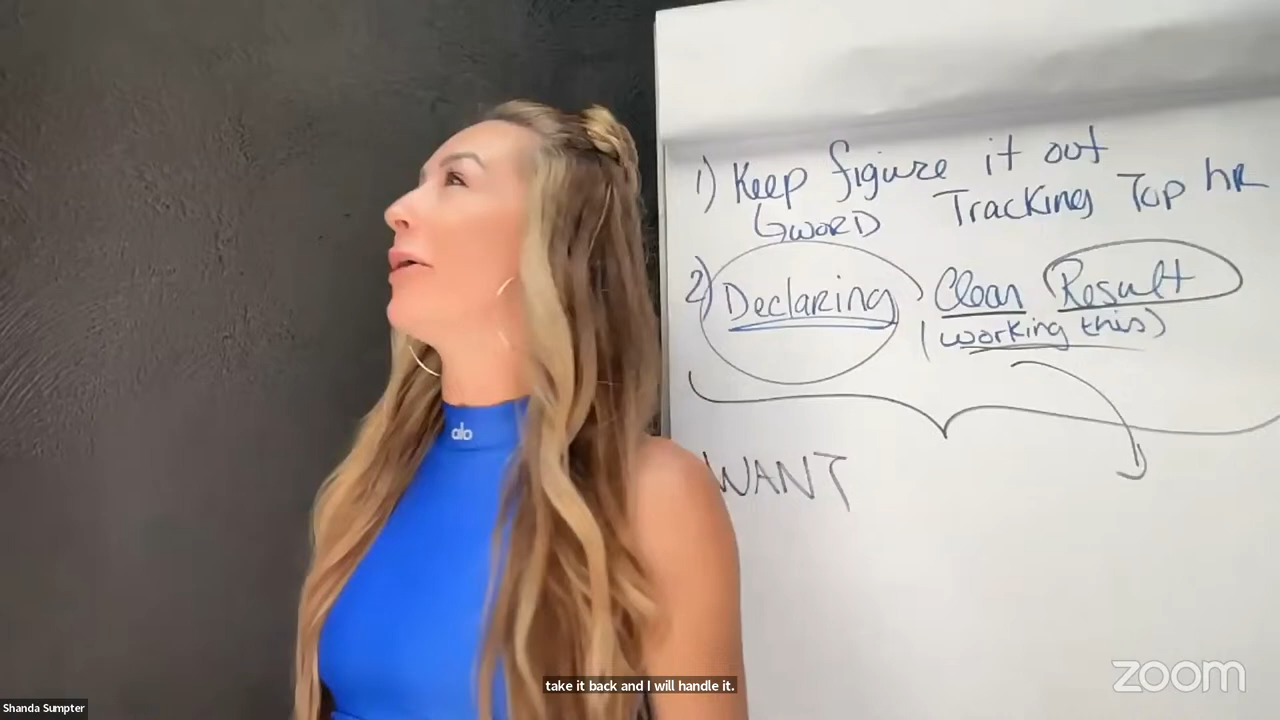 1) Keep figure it out
Tracking Top hR
↳WORD
2) Declaring Clear Result
(working this)
WANT
alo
take it back and I will handle it.
Shanda Sumpter
zoom